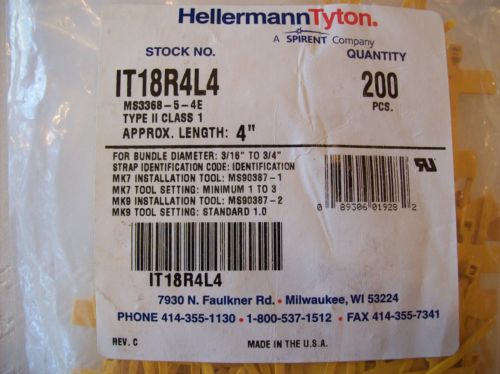 HellermannTyton.
A SPIRENT Company
STOCK NO. QUANTITY
IT18R4L4 200
MS3368-5-4E PCS.
TYPE II CLASS 1
APPROX. LENGTH: 4"
FOR BUNDLE DIAMETER: 3/16" TO 3/4"
STRAP IDENTIFICATION CODE: IDENTIFICATION
MK7 INSTALLATION TOOL: MS90387-1
MK7 TOOL SETTING: MINIMUM 1 TO 3
MK9 INSTALLATION TOOL: MS90387-2
MK9 TOOL SETTING: STANDARD 1.0
0 89306 01928 2
IT18R4L4
7930 N. Faulkner Rd. • Milwaukee, WI 53224
PHONE 414-355-1130 • 1-800-537-1512 • FAX 414-355-7341
REV. C MADE IN THE U.S.A.